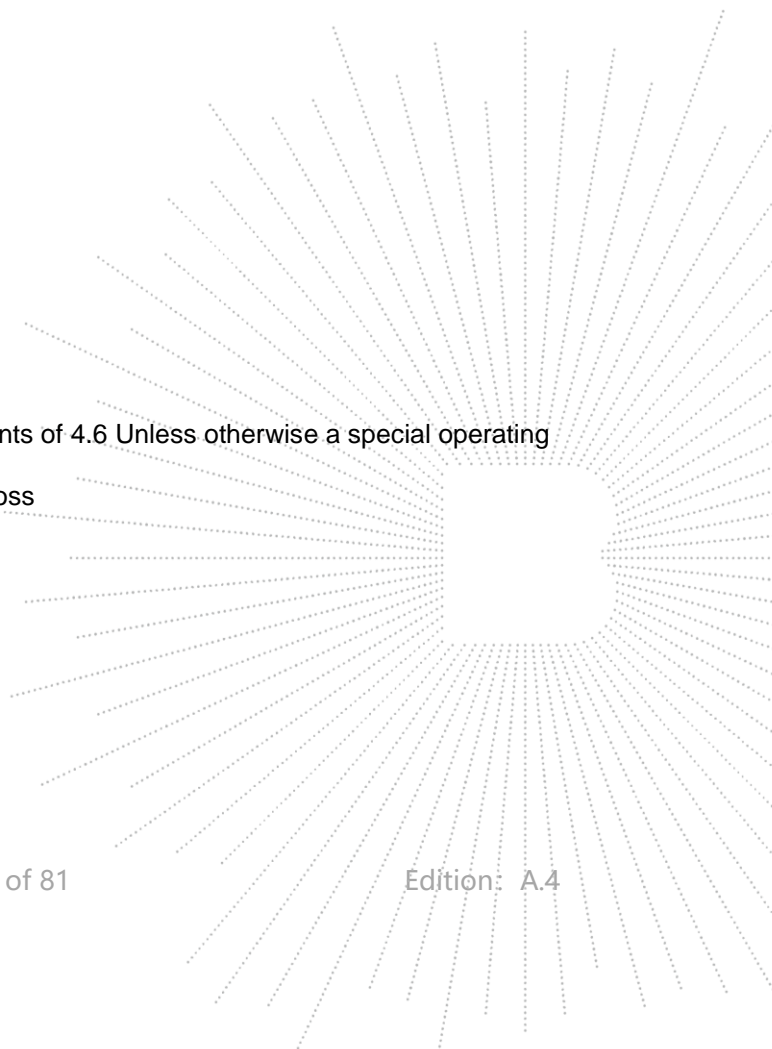 nts of 4.6 Unless otherwise a special operating
oss
of 81 Edition: A.4